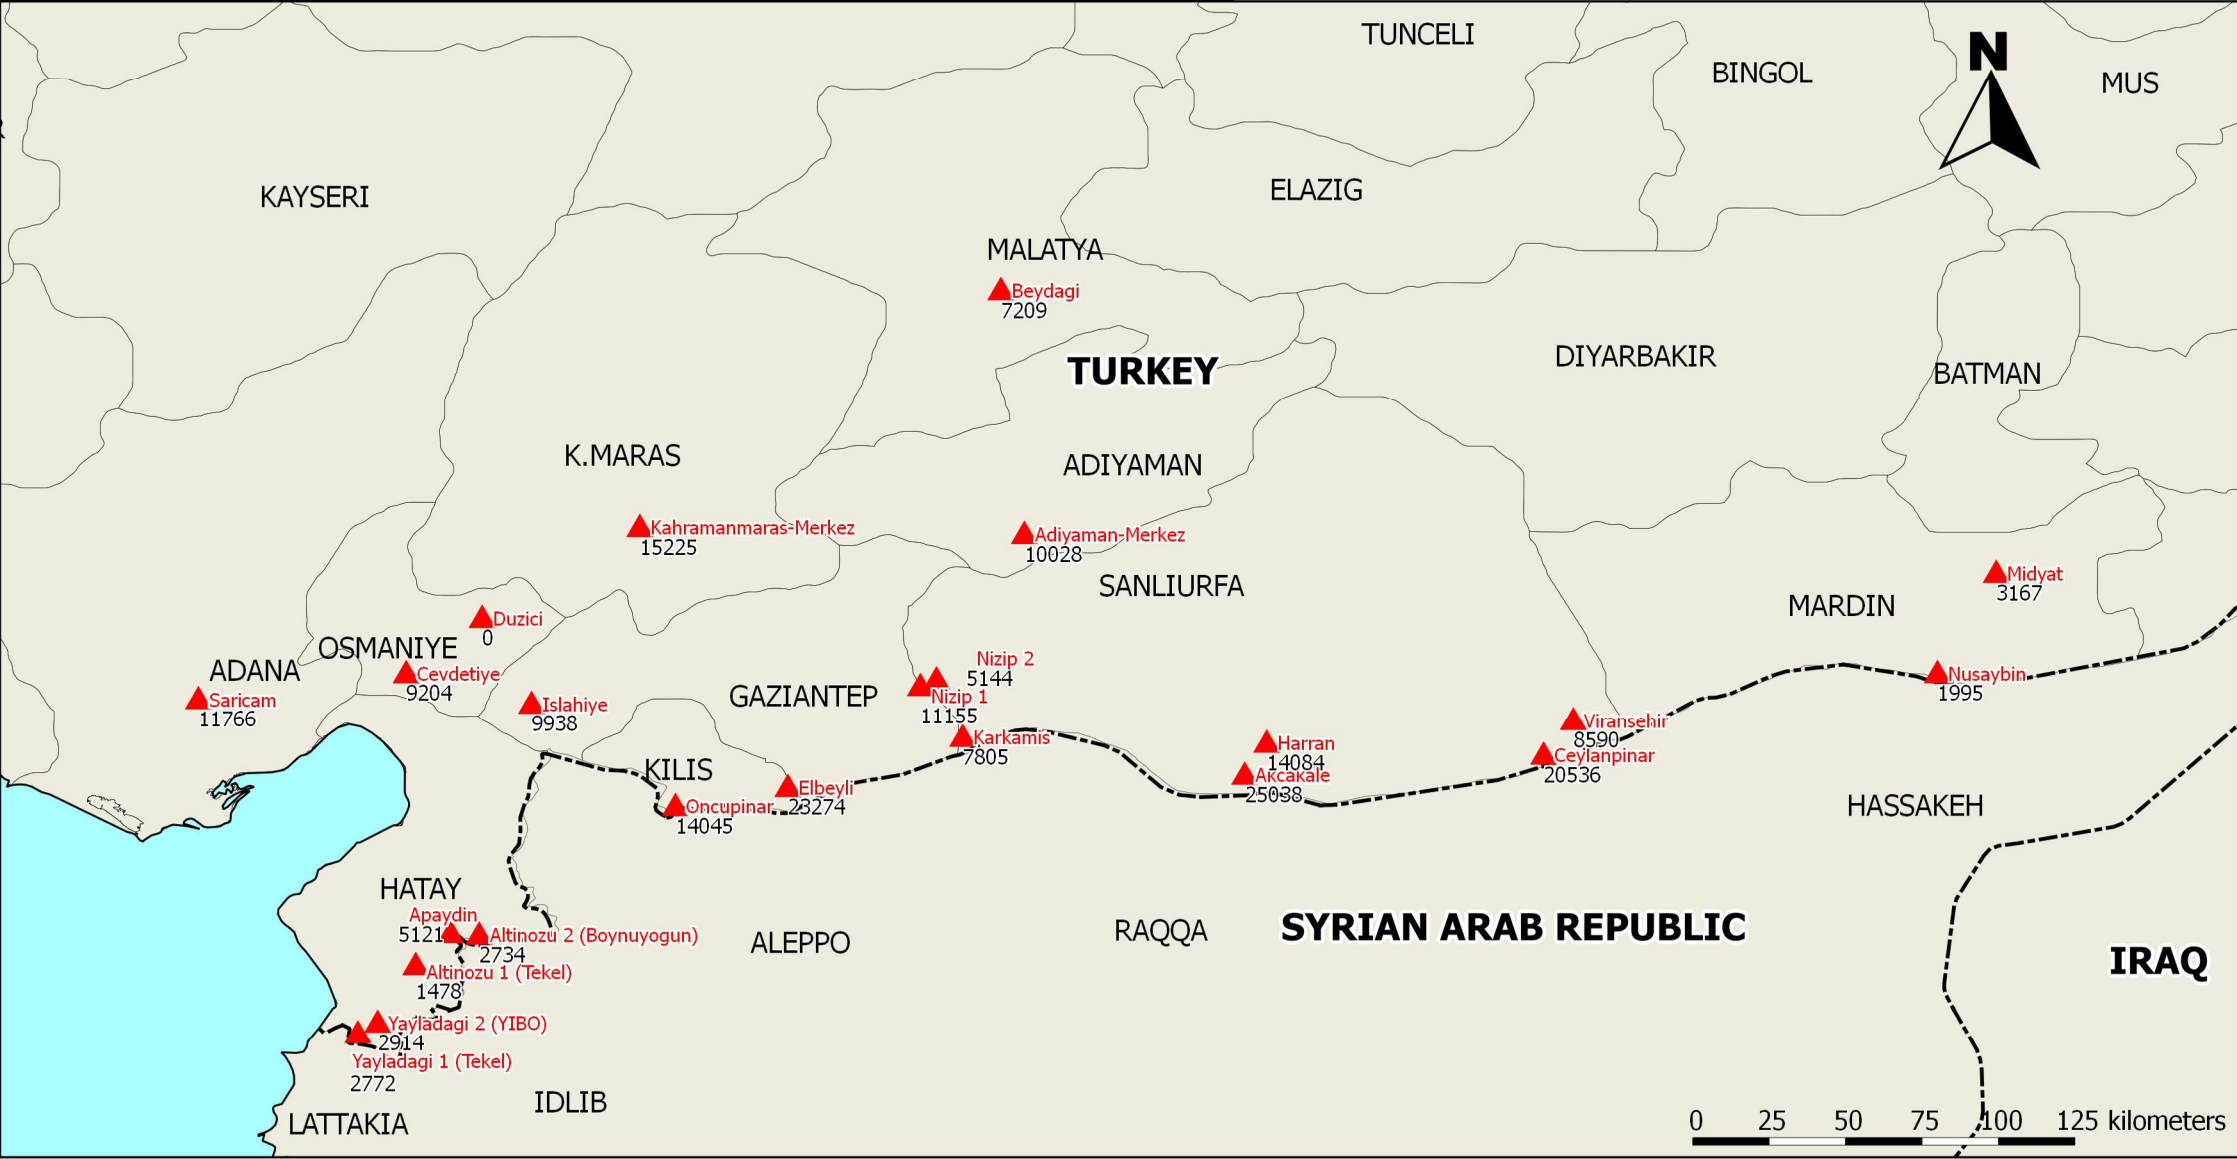 TUNCELI
N
BINGOL
MUS
KAYSERI
ELAZIG
MALATYA
Beydagi
7209
TURKEY
DIYARBAKIR
BATMAN
K.MARAS
ADIYAMAN
Kahramanmaras-Merkez
15225
Adiyaman-Merkez
10028
SANLIURFA
Midyat
3167
MARDIN
Duzici
0
OSMANIYE
ADANA
Cevdetiye
9204
Saricam
11766
Islahiye
9938
GAZIANTEP
Nizip 2
5144
Nizip 1
11155
Nusaybin
1995
Karkamis
7805
Viransehir
8590
Harran
14084
Ceylanpinar
20536
KILIS
Akcakale
25038
Elbeyli
23274
Oncupinar
14045
HASSAKEH
HATAY
Apaydin
5121
Altinozu 2 (Boynuyogun)
2734
ALEPPO
RAQQA
SYRIAN ARAB REPUBLIC
IRAQ
Altinozu 1 (Tekel)
1478
Yayladagi 2 (YIBO)
2914
Yayladagi 1 (Tekel)
2772
IDLIB
LATTAKIA
0 25 50 75 100 125 kilometers